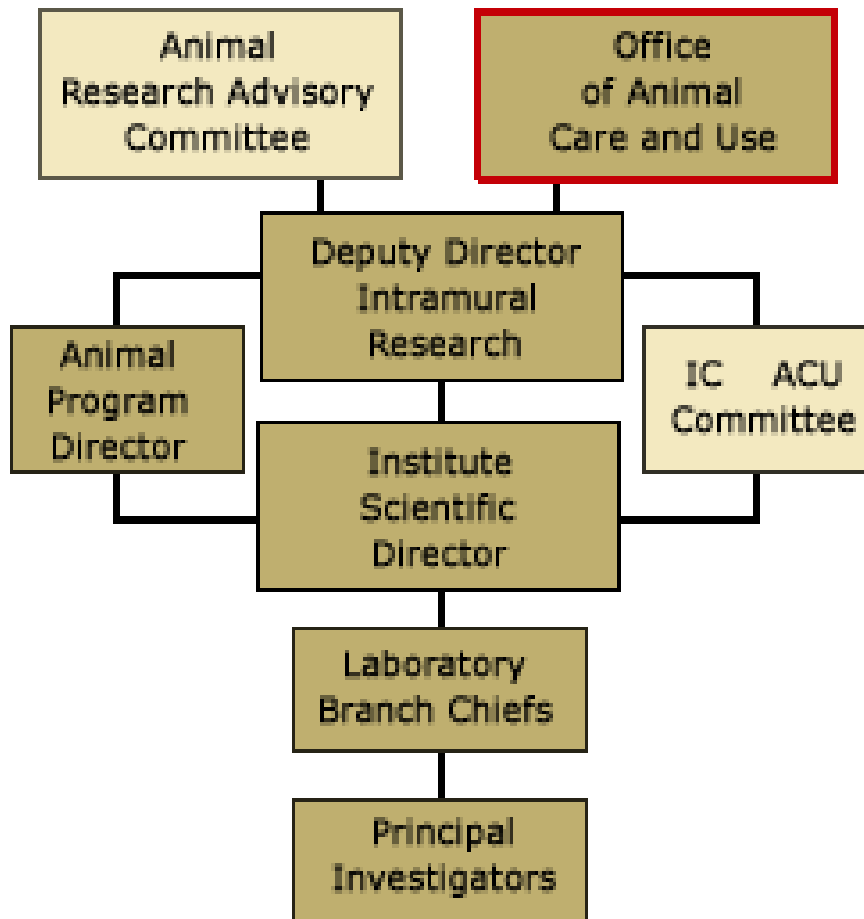 Animal
Research Advisory
Committee
Office
of Animal
Care and Use
Deputy Director
Intramural
Research
Animal
Program
Director
IC ACU
Committee
Institute
Scientific
Director
Laboratory
Branch Chiefs
Principal
Investigators